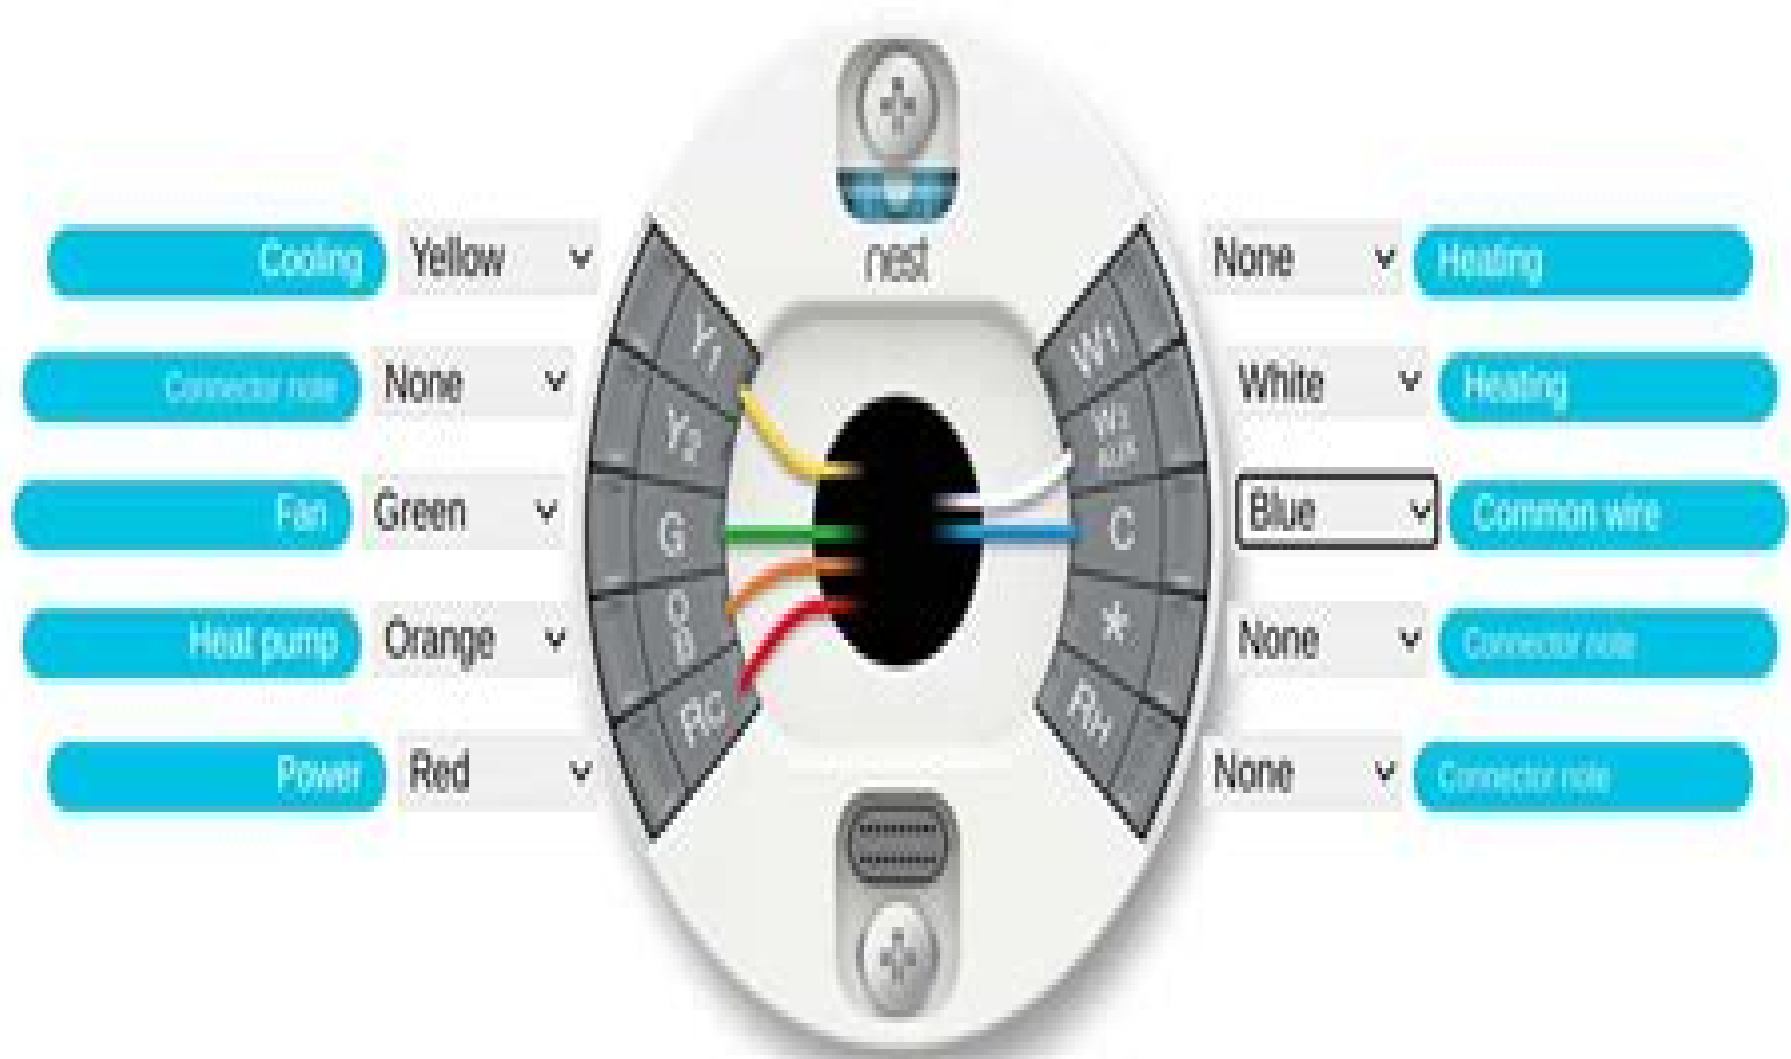 nest
Cooling Yellow
Y1
W1
None Heating
Connector note None
Y2
W2
AUX
White Heating
Fan Green
G
C
Blue Common wire
Heat pump Orange
O/B
*
None Connector note
Power Red
Rc
RH
None Connector note